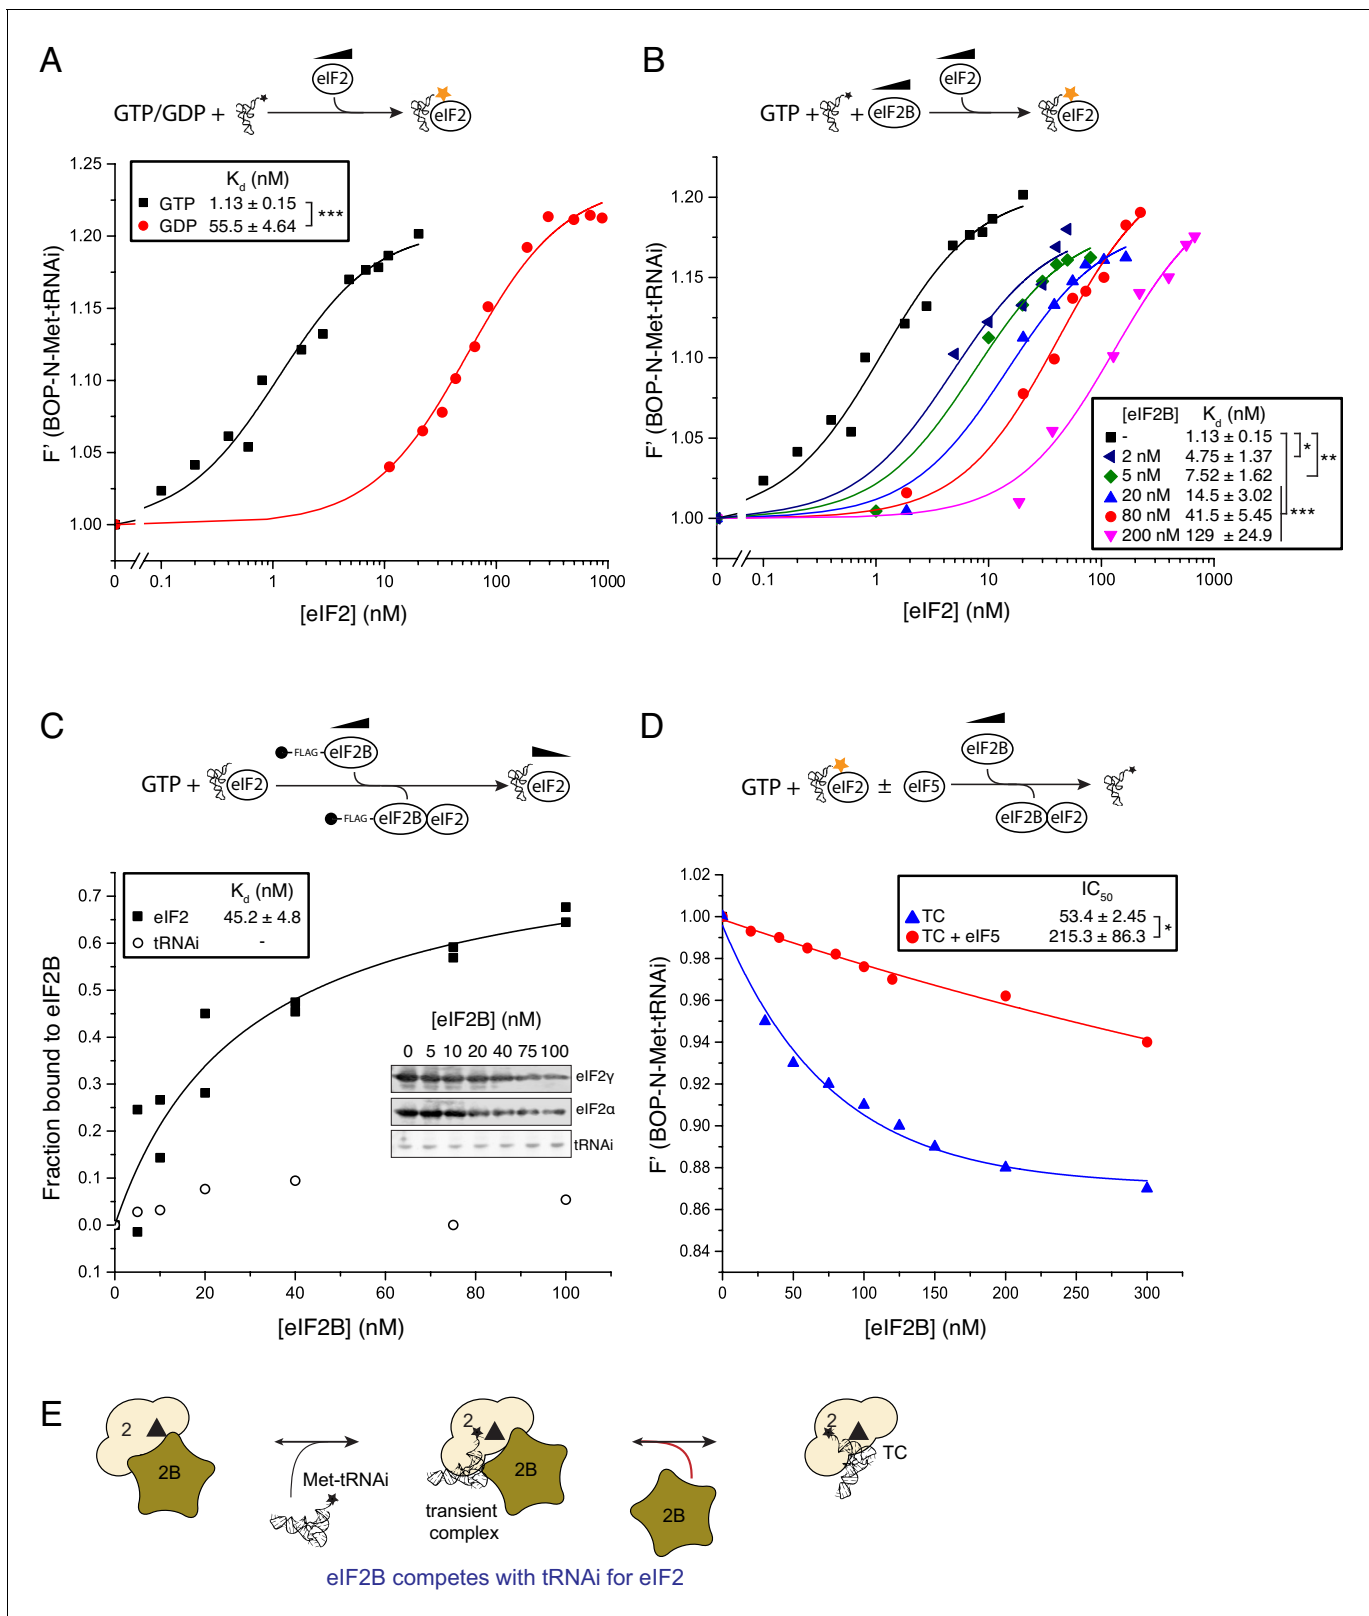 A
eIF2
GTP/GDP +
eIF2
Kd (nM)
GTP 1.13 ± 0.15
GDP 55.5 ± 4.64
***
1.25
1.20
1.15
1.10
1.05
1.00
F' (BOP-N-Met-tRNAi)
0 0.1 1 10 100 1000
[eIF2] (nM)
B
eIF2
GTP + + eIF2B
eIF2
1.20
1.15
1.10
1.05
1.00
F' (BOP-N-Met-tRNAi)
[eIF2B] Kd (nM)
- 1.13 ± 0.15
2 nM 4.75 ± 1.37
5 nM 7.52 ± 1.62
20 nM 14.5 ± 3.02
80 nM 41.5 ± 5.45
200 nM 129 ± 24.9
*
**
***
0 0.1 1 10 100 1000
[eIF2] (nM)
C
FLAG eIF2B
GTP + eIF2
eIF2
FLAG eIF2B eIF2
Kd (nM)
eIF2 45.2 ± 4.8
tRNAi -
0.7
0.6
0.5
0.4
0.3
0.2
0.1
0.0
0.1
Fraction bound to eIF2B
[eIF2B] (nM)
0 5 10 20 40 75 100
eIF2γ
eIF2α
tRNAi
0 20 40 60 80 100
[eIF2B] (nM)
D
eIF2B
GTP + eIF2 ± eIF5
eIF2B eIF2
IC50
TC 53.4 ± 2.45
TC + eIF5 215.3 ± 86.3
*
1.02
1.00
0.98
0.96
0.94
0.92
0.90
0.88
0.86
0.84
F' (BOP-N-Met-tRNAi)
0 50 100 150 200 250 300
[eIF2B] (nM)
E
2
2B
Met-tRNAi
2
2B
transient
complex
2B
2
TC
eIF2B competes with tRNAi for eIF2